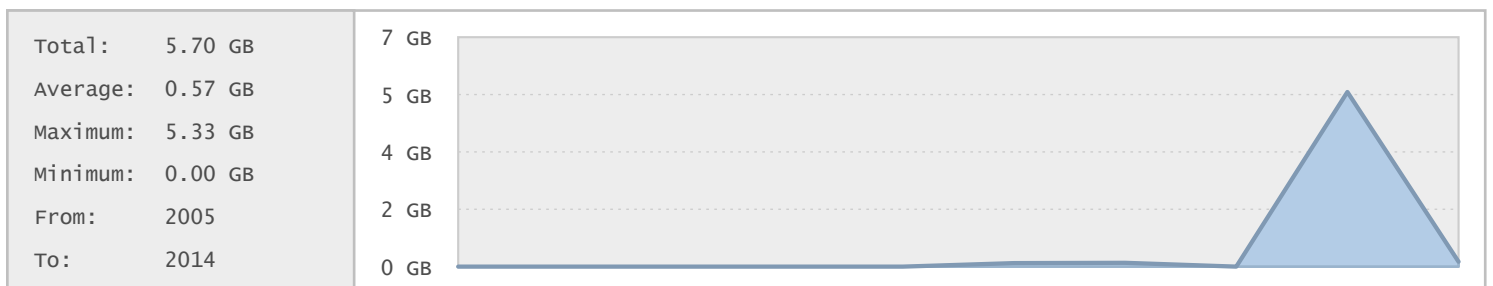 Total: 5.70 GB
Average: 0.57 GB
Maximum: 5.33 GB
Minimum: 0.00 GB
From: 2005
To: 2014
7 GB
5 GB
4 GB
2 GB
0 GB